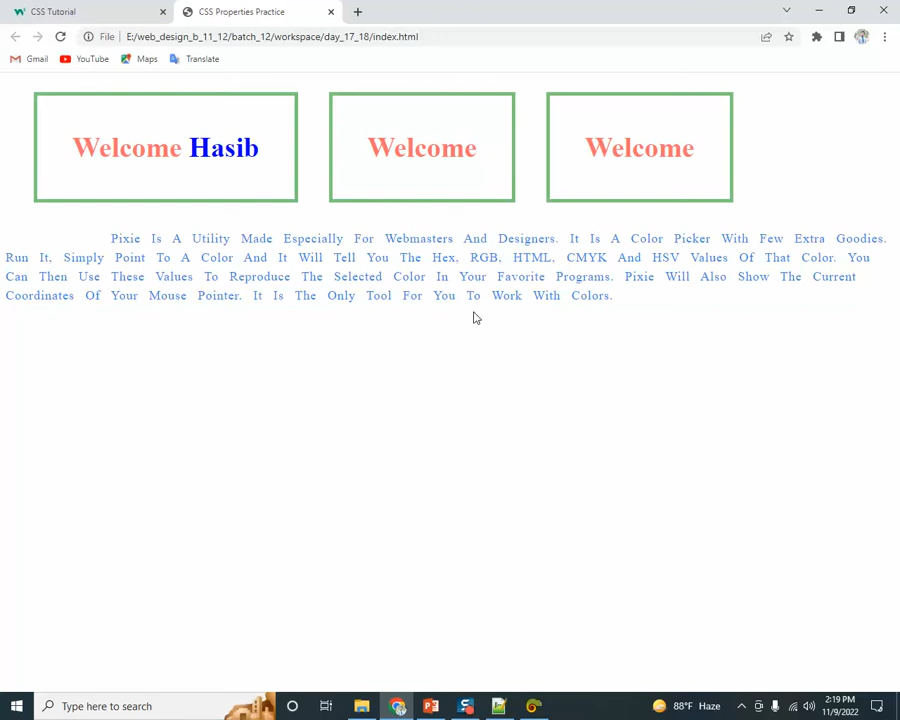 CSS Tutorial
CSS Properties Practice
File E:/web_design_b_11_12/batch_12/workspace/day_17_18/index.html
Gmail YouTube Maps Translate
Welcome Hasib Welcome Welcome
Pixie Is A Utility Made Especially For Webmasters And Designers. It Is A Color Picker With Few Extra Goodies.
Run It, Simply Point To A Color And It Will Tell You The Hex, RGB, HTML, CMYK And HSV Values Of That Color. You
Can Then Use These Values To Reproduce The Selected Color In Your Favorite Programs. Pixie Will Also Show The Current
Coordinates Of Your Mouse Pointer. It Is The Only Tool For You To Work With Colors.
Type here to search
88°F Haze
2:19 PM
11/9/2022